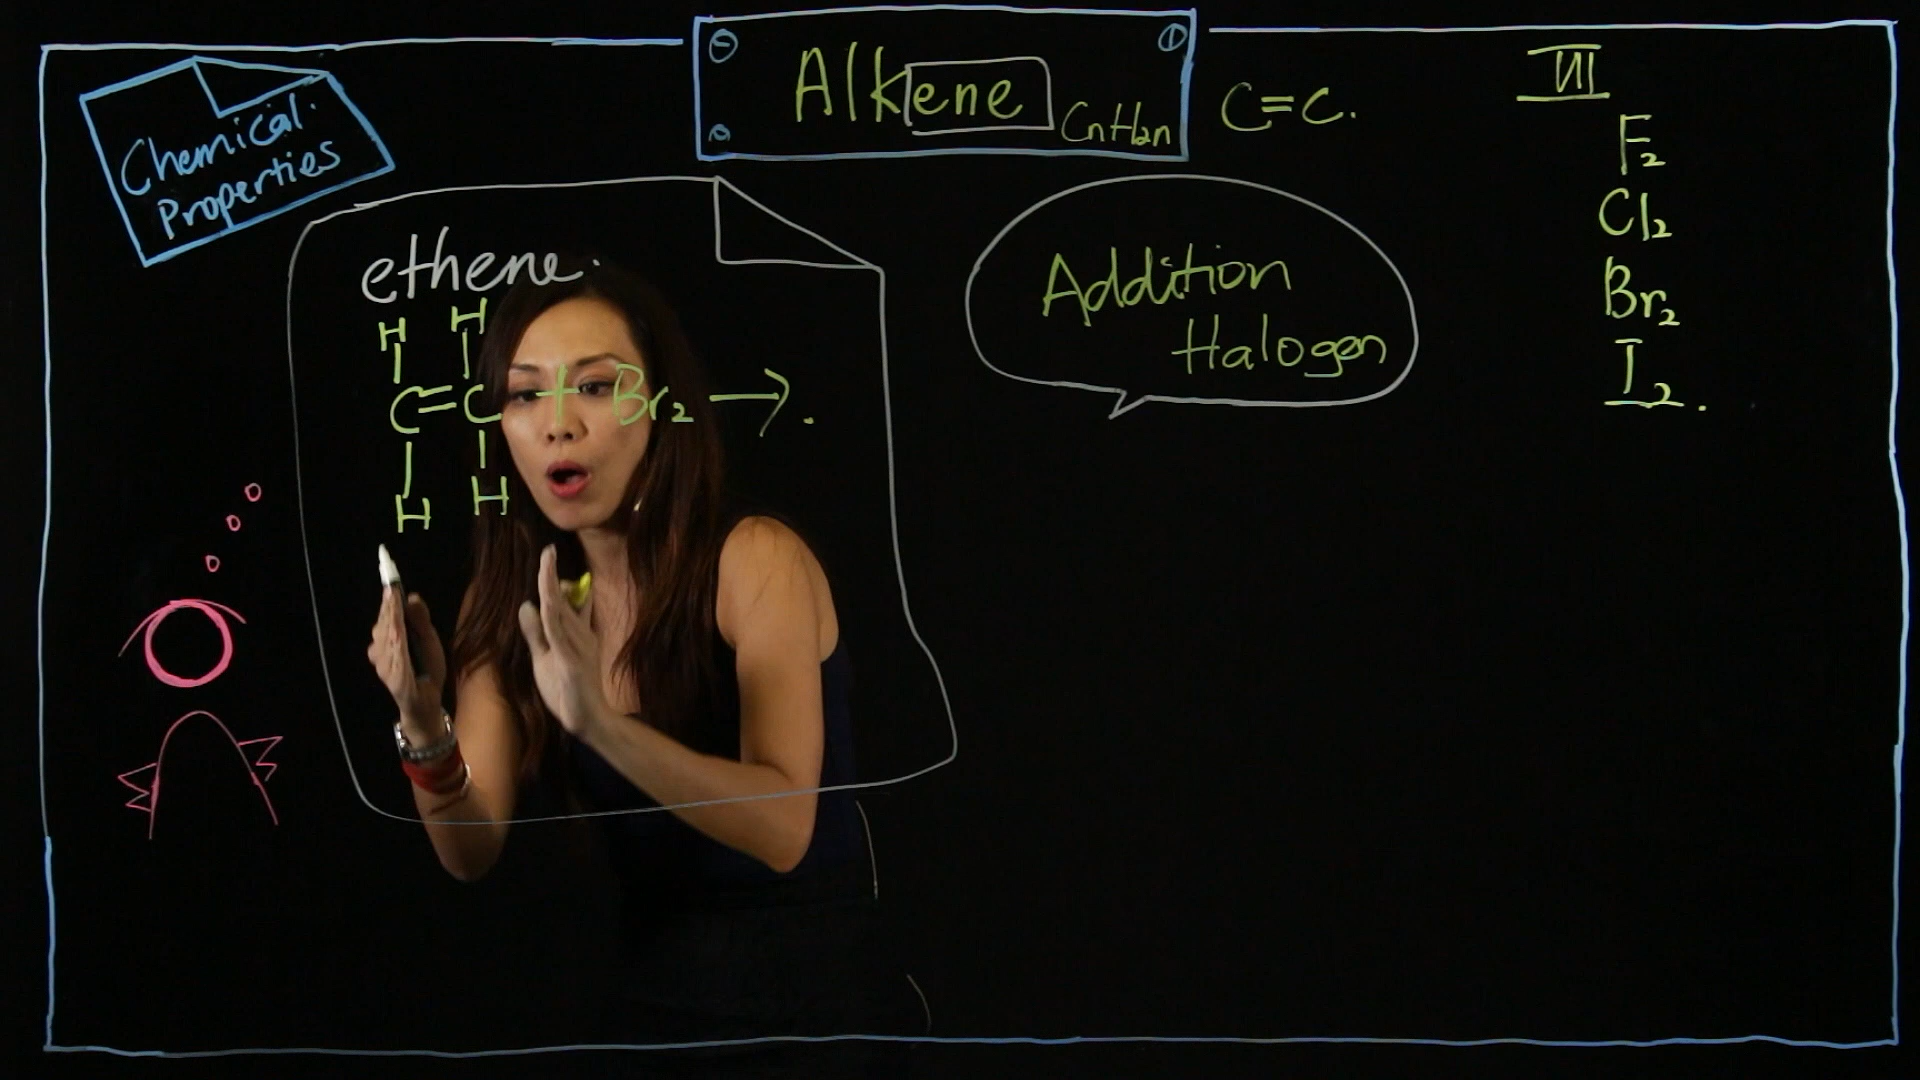 Chemical
Properties
Alkene CnH2n
C=C.
VII
F2
Cl2
Br2
I2.
ethene.
H H
C=C + Br2 →.
H H
Addition
Halogen